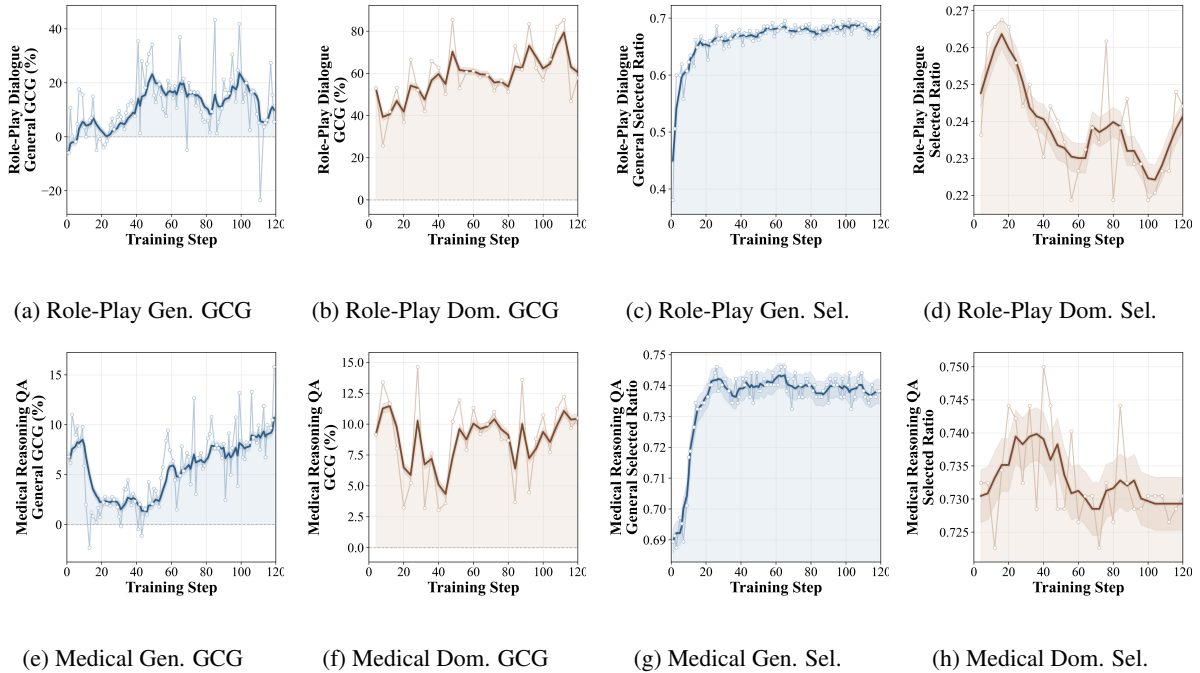 Role-Play Dialogue
General GCG (%)
40
20
0
−20
0 20 40 60 80 100 120
Training Step
(a) Role-Play Gen. GCG
Role-Play Dialogue
GCG (%)
80
60
40
20
0
0 20 40 60 80 100 120
Training Step
(b) Role-Play Dom. GCG
Role-Play Dialogue
General Selected Ratio
0.7
0.6
0.5
0.4
0 20 40 60 80 100 120
Training Step
(c) Role-Play Gen. Sel.
Role-Play Dialogue
Selected Ratio
0.27
0.26
0.25
0.24
0.23
0.22
0 20 40 60 80 100 120
Training Step
(d) Role-Play Dom. Sel.
Medical Reasoning QA
General GCG (%)
15
10
5
0
0 20 40 60 80 100 120
Training Step
(e) Medical Gen. GCG
Medical Reasoning QA
GCG (%)
15.0
12.5
10.0
7.5
5.0
2.5
0.0
0 20 40 60 80 100 120
Training Step
(f) Medical Dom. GCG
Medical Reasoning QA
General Selected Ratio
0.75
0.74
0.73
0.72
0.71
0.70
0.69
0 20 40 60 80 100 120
Training Step
(g) Medical Gen. Sel.
Medical Reasoning QA
Selected Ratio
0.750
0.745
0.740
0.735
0.730
0.725
0 20 40 60 80 100 120
Training Step
(h) Medical Dom. Sel.